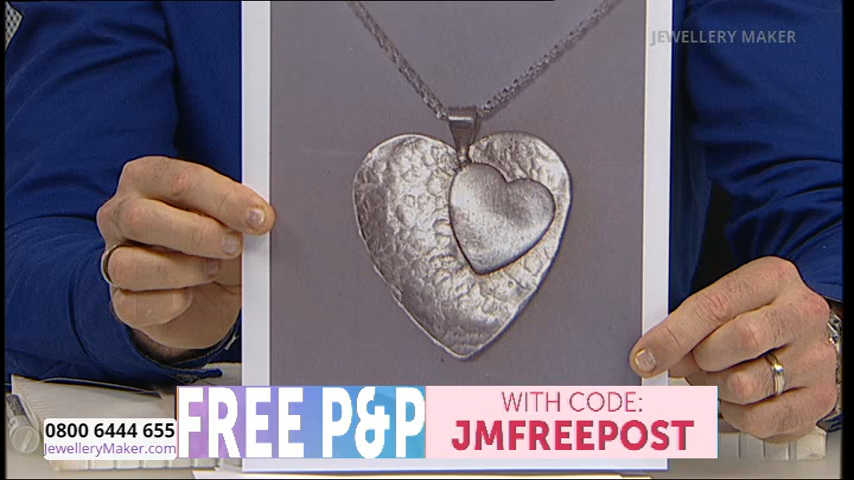 JEWELLERY MAKER
0800 6444 655
JewelleryMaker.com
FREE P&P
WITH CODE:
JMFREEPOST